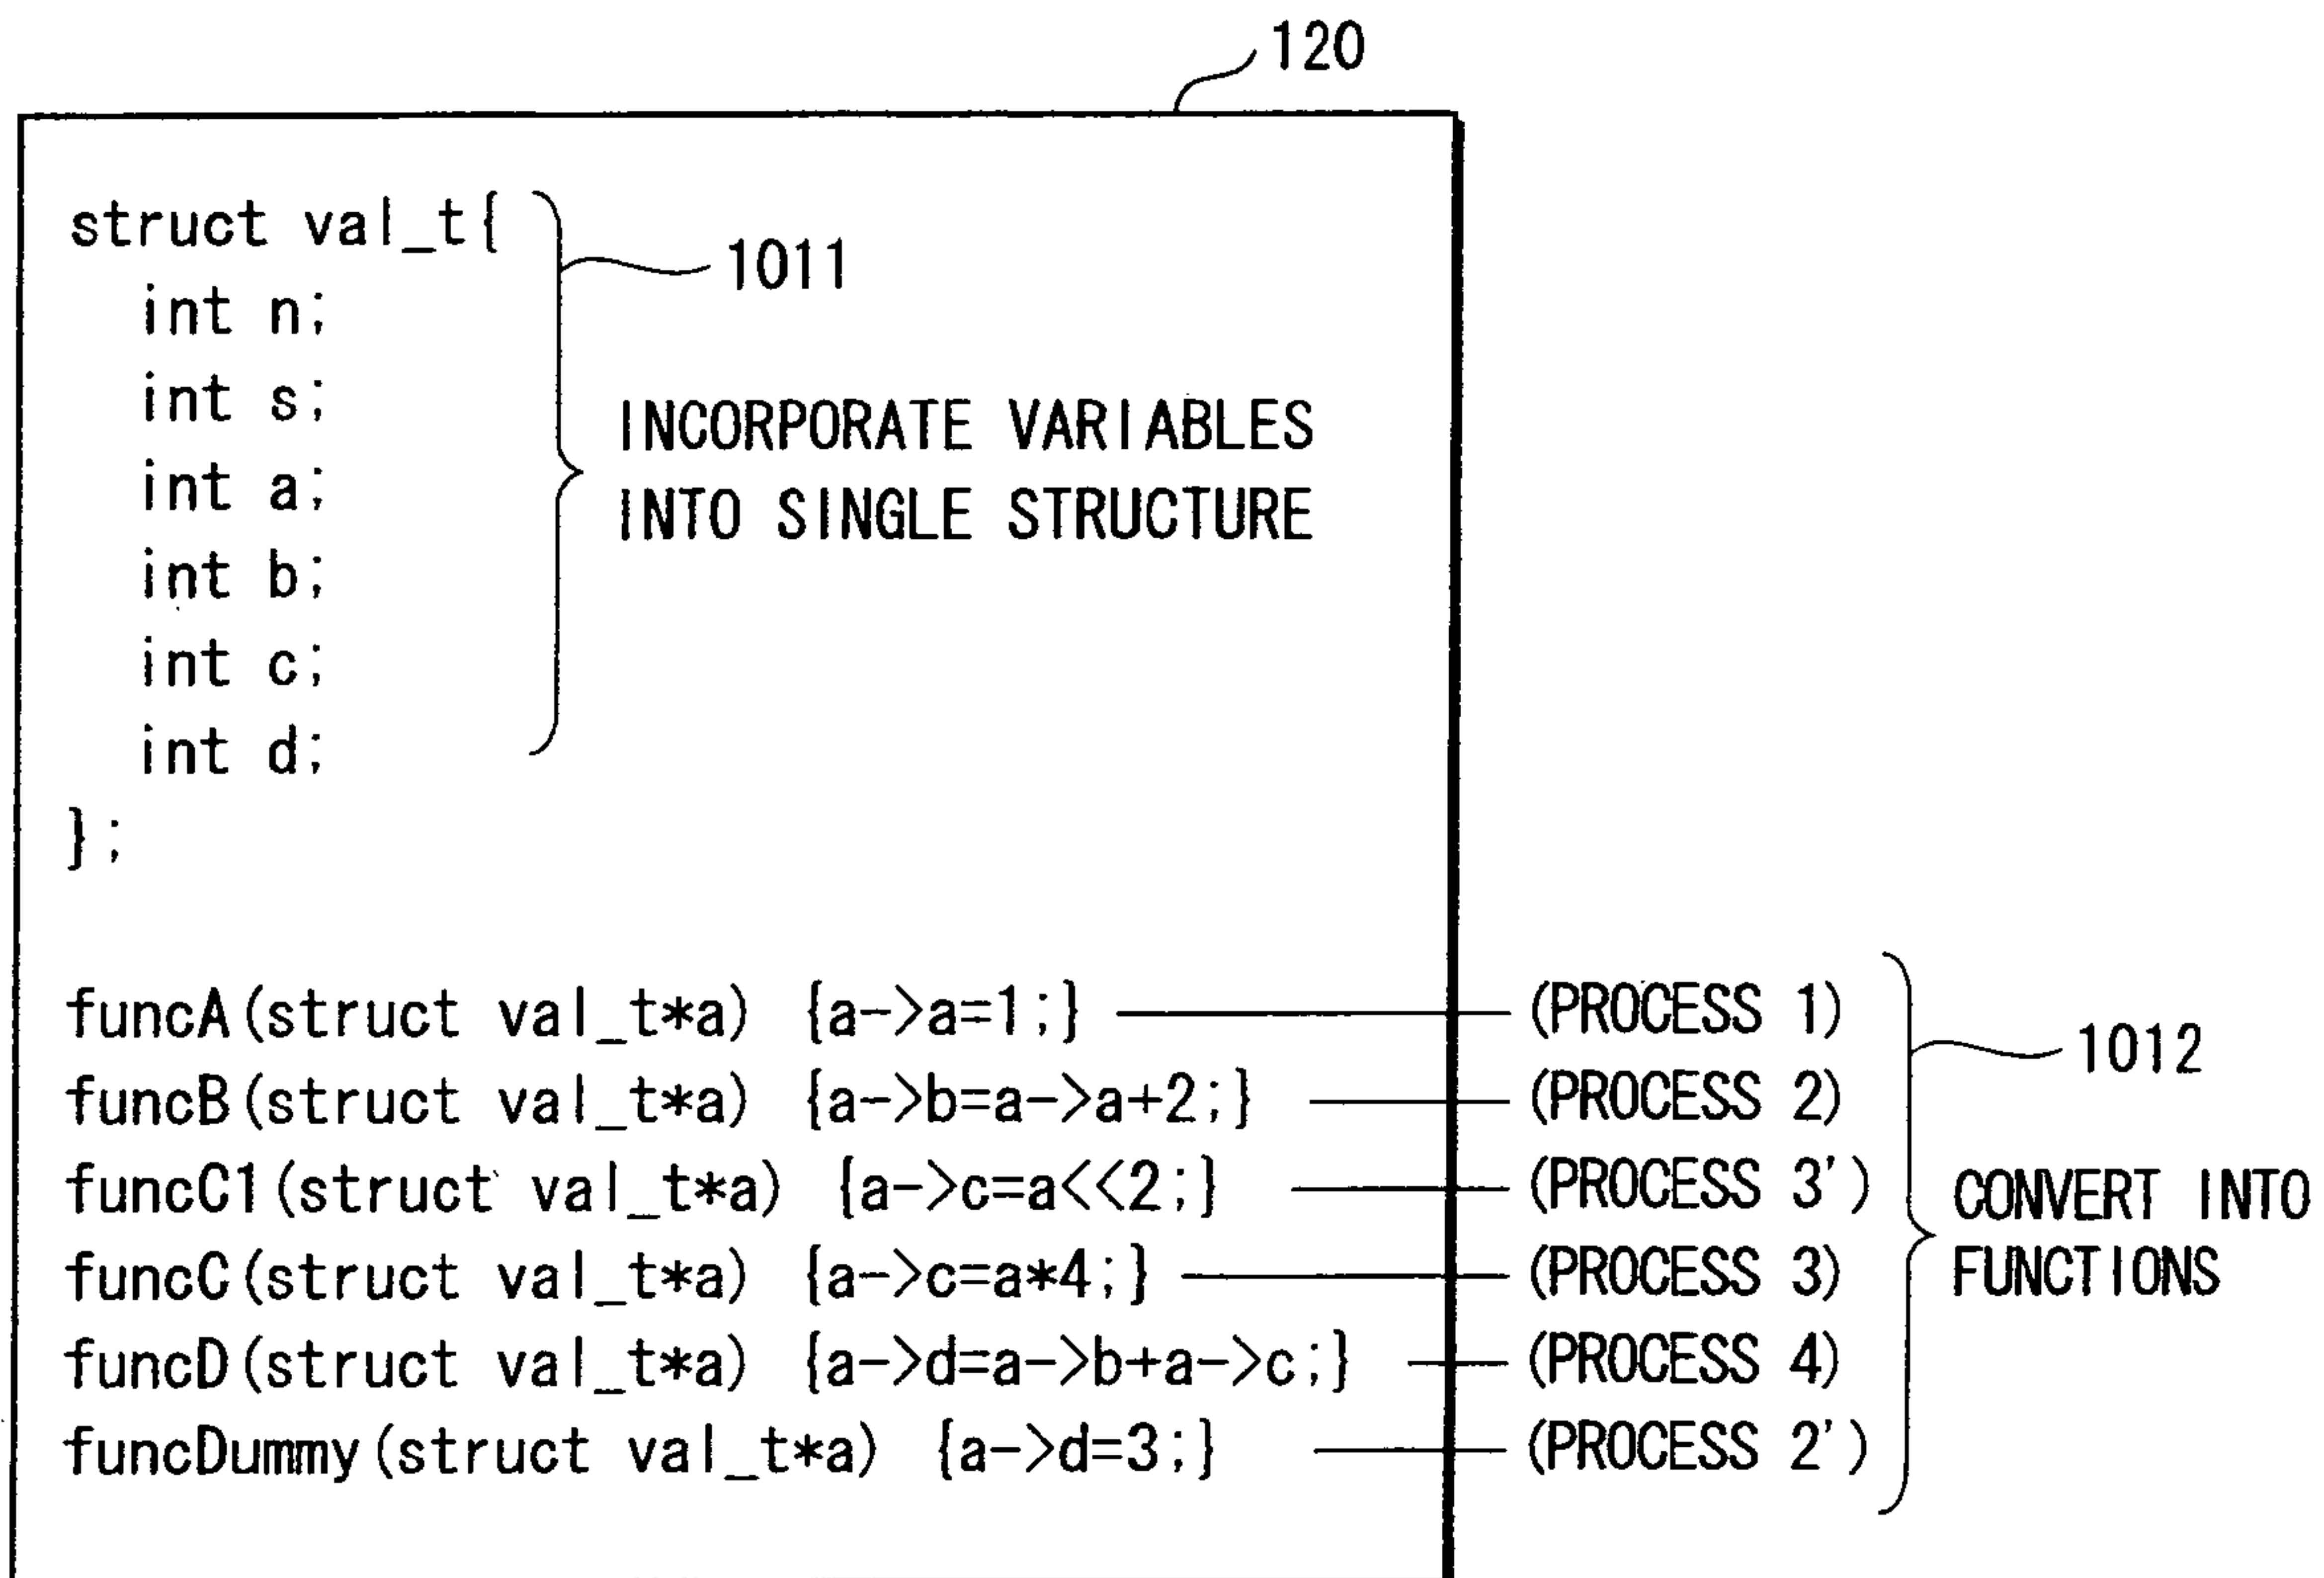 120
struct val_t{
1011
int n;
int s;
INCORPORATE VARIABLES
int a;
INTO SINGLE STRUCTURE
int b;
int c;
int d;
};
funcA(struct val_t*a) {a->a=1;} (PROCESS 1)
1012
funcB(struct val_t*a) {a->b=a->a+2;} (PROCESS 2)
funcC1(struct val_t*a) {a->c=a<<2;} (PROCESS 3')
CONVERT INTO
funcC(struct val_t*a) {a->c=a*4;} (PROCESS 3)
FUNCTIONS
funcD(struct val_t*a) {a->d=a->b+a->c;} (PROCESS 4)
funcDummy(struct val_t*a) {a->d=3;} (PROCESS 2')